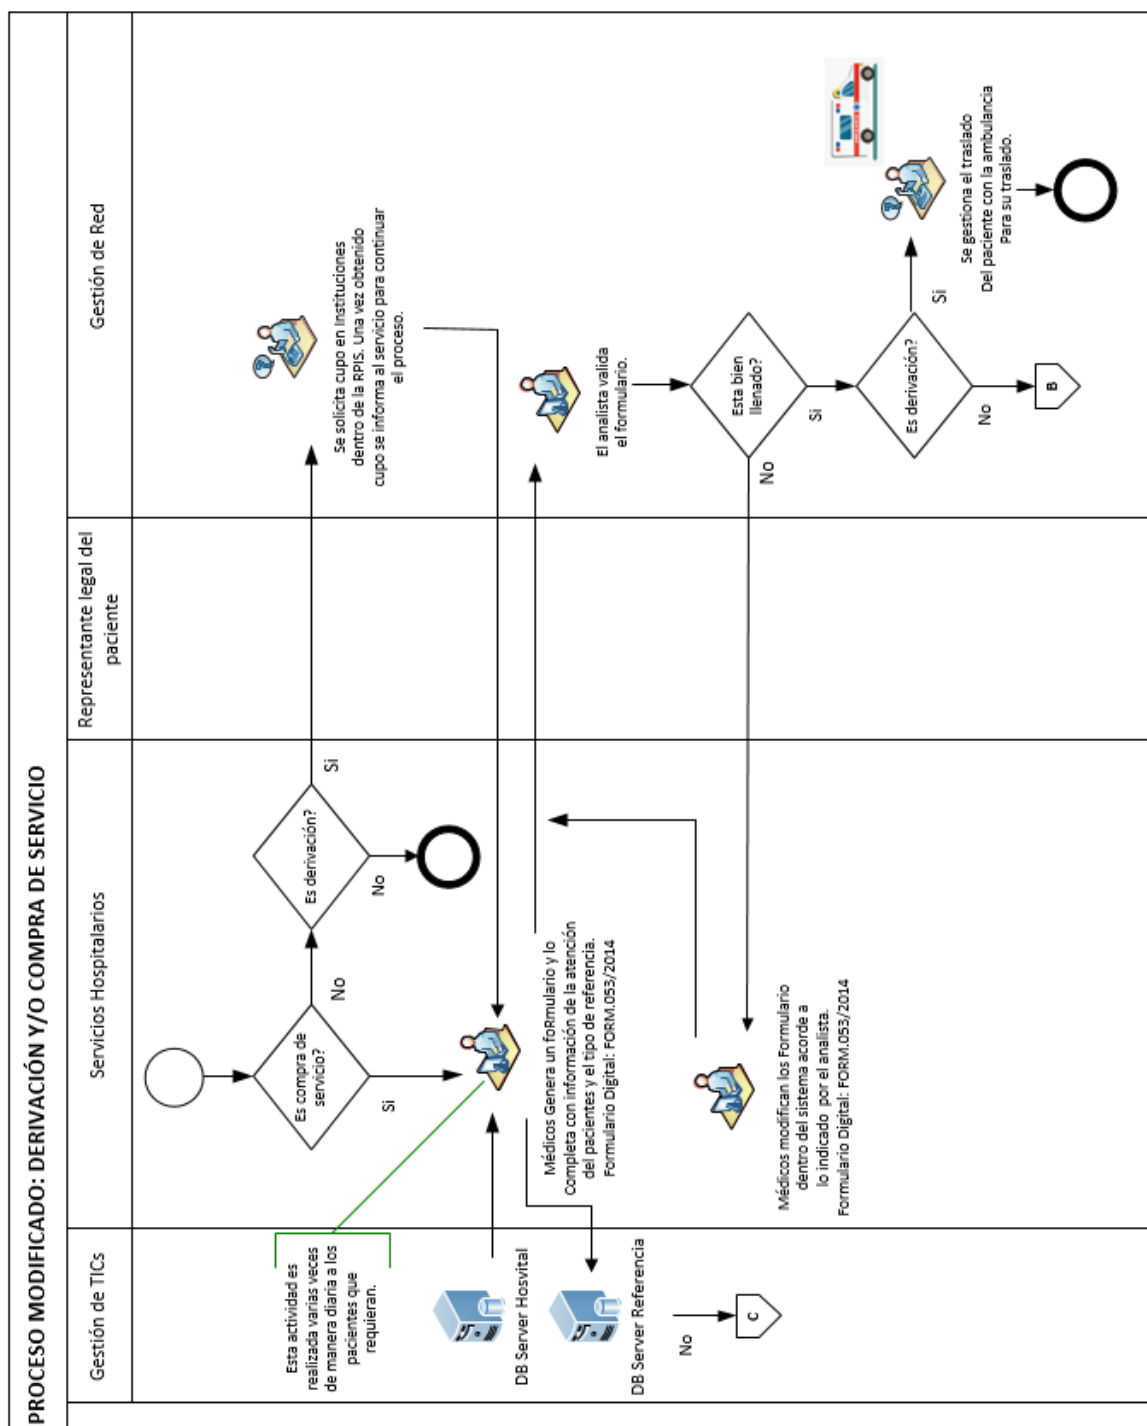 PROCESO MODIFICADO: DERIVACIÓN Y/O COMPRA DE SERVICIO
Gestión de TICs
Servicios Hospitalarios
Representante legal del
paciente
Gestión de Red
Es compra de
servicio?
No
Si
Es derivación?
Si
No
Se solicita cupo en Instituciones
dentro de la RPIS. Una vez obtenido
cupo se informa al servicio para continuar
el proceso.
Esta actividad es
realizada varias veces
de manera diaria a los
pacientes que
requieran.
DB Server Hosvital
DB Server Referencia
No
C
Médicos Genera un foRmulario y lo
Completa con información de la atención
del pacientes y el tipo de referencia.
Formulario Digital: FORM.053/2014
El analista valida
el formulario.
Esta bien
llenado?
No
Si
Médicos modifican los Formulario
dentro del sistema acorde a
lo indicado por el analista.
Formulario Digital: FORM.053/2014
Es derivación?
Si
No
B
Se gestiona el traslado
Del paciente con la ambulancia
Para su traslado.